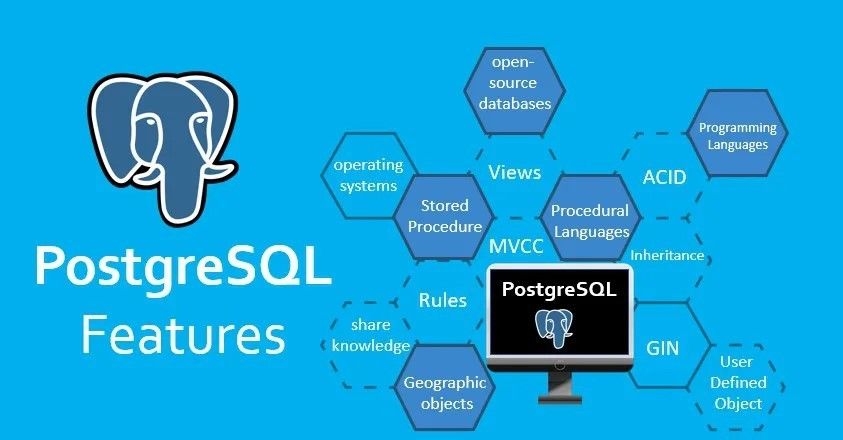 PostgreSQL
Features
open-
source
databases
Programming
Languages
operating
systems
Views
ACID
Stored
Procedure
Procedural
Languages
MVCC
Inheritance
Rules
PostgreSQL
share
knowledge
GIN
Geographic
objects
User
Defined
Object